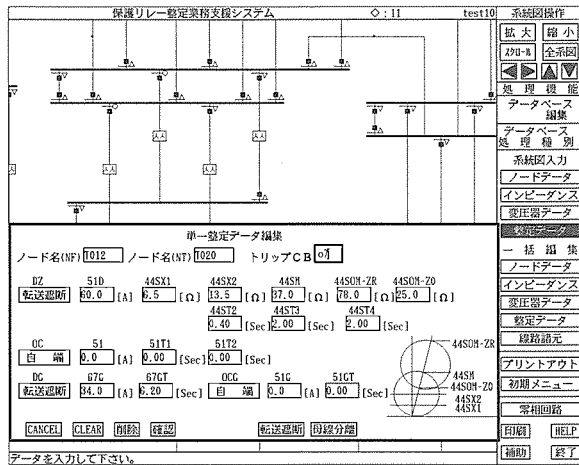 保護リレー整定業務支援システム ◇:11 test10
系統図操作
拡大 縮小
スクロール 全系図
処理機能
データベース編集
データベース処理種別
系統図入力
ノードデータ
インピーダンス
変圧器データ
整定データ
一括編集
ノードデータ
インピーダンス
変圧器データ
整定データ
線路諸元
プリントアウト
初期メニュー
零相回路
印刷 HELP
補助 終了
単一整定データ編集
ノード名(NF) T012 ノード名(NT) T020 トリップCB 07
DZ 51D 44SX1 44SX2 44SM 44SOM-ZR 44SOM-ZO
転送遮断 60.0 [A] 6.5 [Ω] 13.5 [Ω] 37.0 [Ω] 78.0 [Ω] 25.0 [Ω]
44ST2 44ST3 44ST4
0.40 [Sec] 2.00 [Sec] 2.00 [Sec]
OC 51 51T1 51T2
自端 0.0 [A] 0.00 [Sec] 0.00 [Sec]
DG 67G 67GT OCG 51G 51GT
転送遮断 34.0 [A] 6.20 [Sec] 自端 0.0 [A] 0.00 [Sec]
44SOM-ZR
44SM
44SOM-ZO
44SX2
44SX1
CANCEL CLEAR 削除 確認 転送遮断 母線分離
データを入力して下さい。